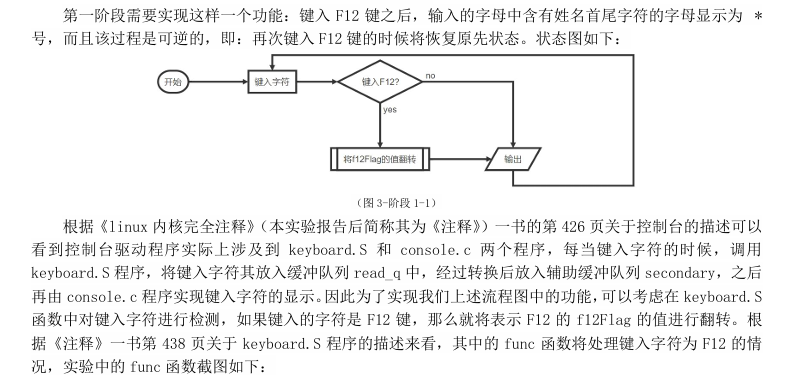 第一阶段需要实现这样一个功能：键入 F12 键之后，输入的字母中含有姓名首尾字符的字母显示为 *
号，而且该过程是可逆的，即：再次键入 F12 键的时候将恢复原先状态。状态图如下：
开始
键入字符
键入F12?
no
yes
将f12Flag的值翻转
输出
（图 3-阶段 1-1）
根据《linux 内核完全注释》（本实验报告后简称其为《注释》）一书的第 426 页关于控制台的描述可以
看到控制台驱动程序实际上涉及到 keyboard.S 和 console.c 两个程序，每当键入字符的时候，调用
keyboard.S 程序，将键入字符其放入缓冲队列 read_q 中，经过转换后放入辅助缓冲队列 secondary，之后
再由 console.c 程序实现键入字符的显示。因此为了实现我们上述流程图中的功能，可以考虑在 keyboard.S
函数中对键入字符进行检测，如果键入的字符是 F12 键，那么就将表示 F12 的 f12Flag 的值进行翻转。根
据《注释》一书第 438 页关于 keyboard.S 程序的描述来看，其中的 func 函数将处理键入字符为 F12 的情
况，实验中的 func 函数截图如下：